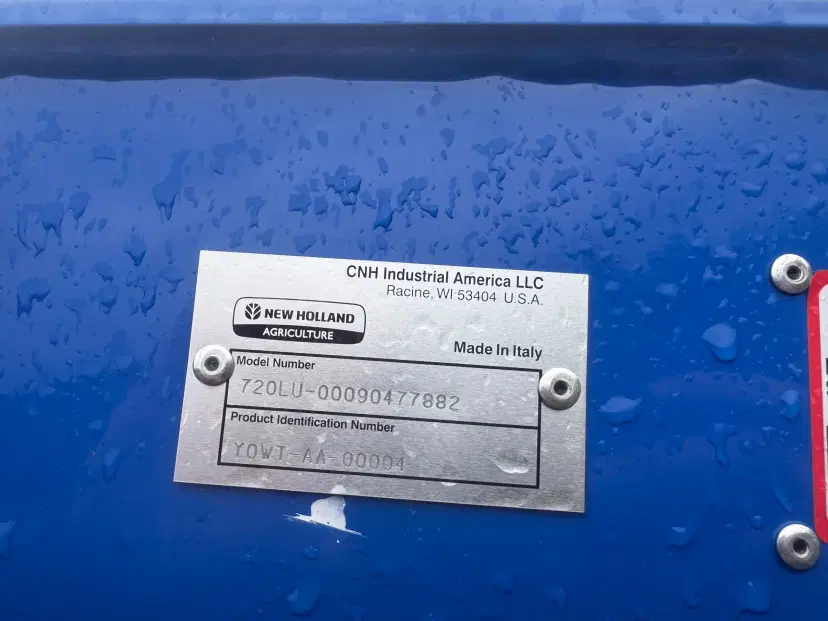 CNH Industrial America LLC
Racine, WI 53404 U.S.A.
NEW HOLLAND
AGRICULTURE
Made In Italy
Model Number
720LU-00090477882
Product Identification Number
YOWT-AA-00004